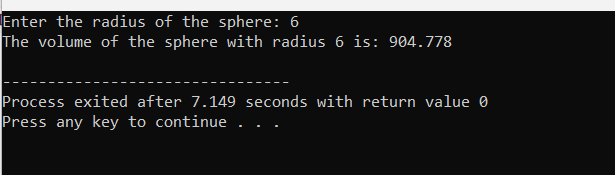 Enter the radius of the sphere: 6
The volume of the sphere with radius 6 is: 904.778
--------------------------------
Process exited after 7.149 seconds with return value 0
Press any key to continue . . .